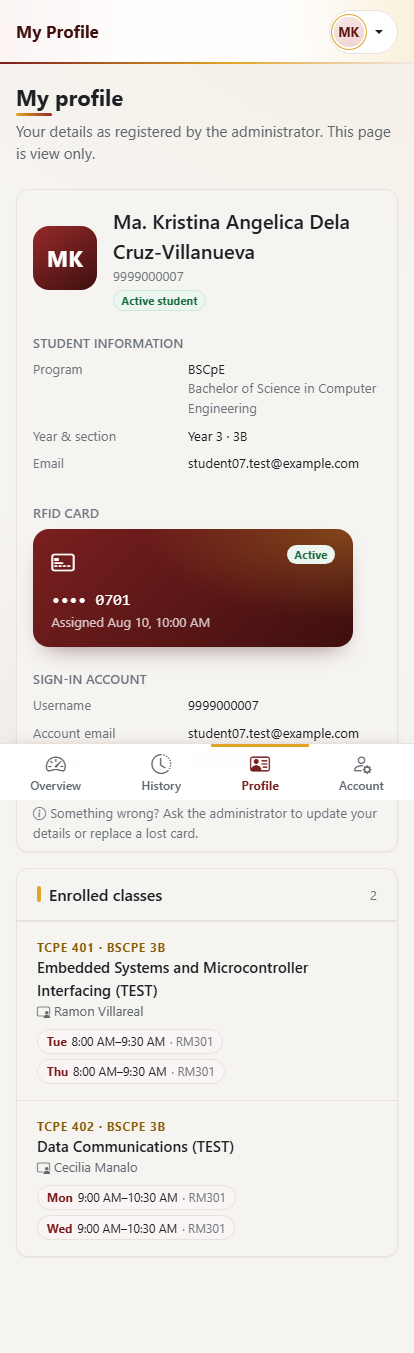 My Profile
MK
My profile
Your details as registered by the administrator. This page
is view only.
MK
Ma. Kristina Angelica Dela
Cruz-Villanueva
9999000007
Active student
STUDENT INFORMATION
Program
BSCpE
Bachelor of Science in Computer
Engineering
Year & section
Year 3 · 3B
Email
student07.test@example.com
RFID CARD
Active
•••• 0701
Assigned Aug 10, 10:00 AM
SIGN-IN ACCOUNT
Username
9999000007
Account email
student07.test@example.com
Overview
History
Profile
Account
Something wrong? Ask the administrator to update your
details or replace a lost card.
Enrolled classes
2
TCPE 401 · BSCPE 3B
Embedded Systems and Microcontroller
Interfacing (TEST)
Ramon Villareal
Tue 8:00 AM–9:30 AM · RM301
Thu 8:00 AM–9:30 AM · RM301
TCPE 402 · BSCPE 3B
Data Communications (TEST)
Cecilia Manalo
Mon 9:00 AM–10:30 AM · RM301
Wed 9:00 AM–10:30 AM · RM301